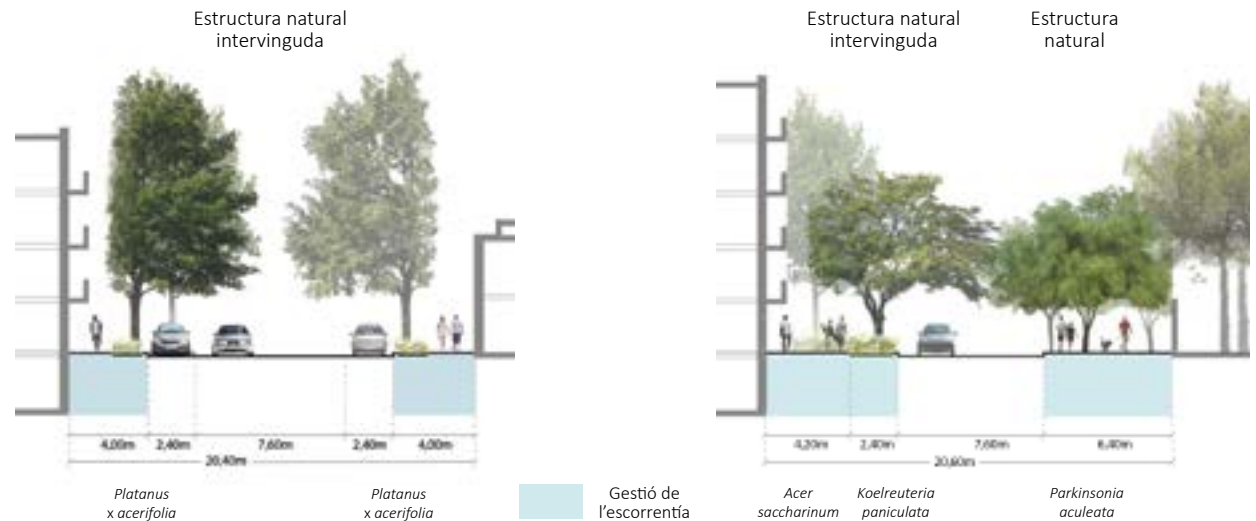 Estructura natural
intervinguda
Estructura natural
intervinguda
Estructura
natural
4,00m 2,40m 7,60m 2,40m 4,00m
20,40m
4,20m 2,40m 7,60m 6,40m
20,60m
Platanus
x acerifolia
Platanus
x acerifolia
Gestió de
l'escorrentía
Acer
saccharinum
Koelreuteria
paniculata
Parkinsonia
aculeata